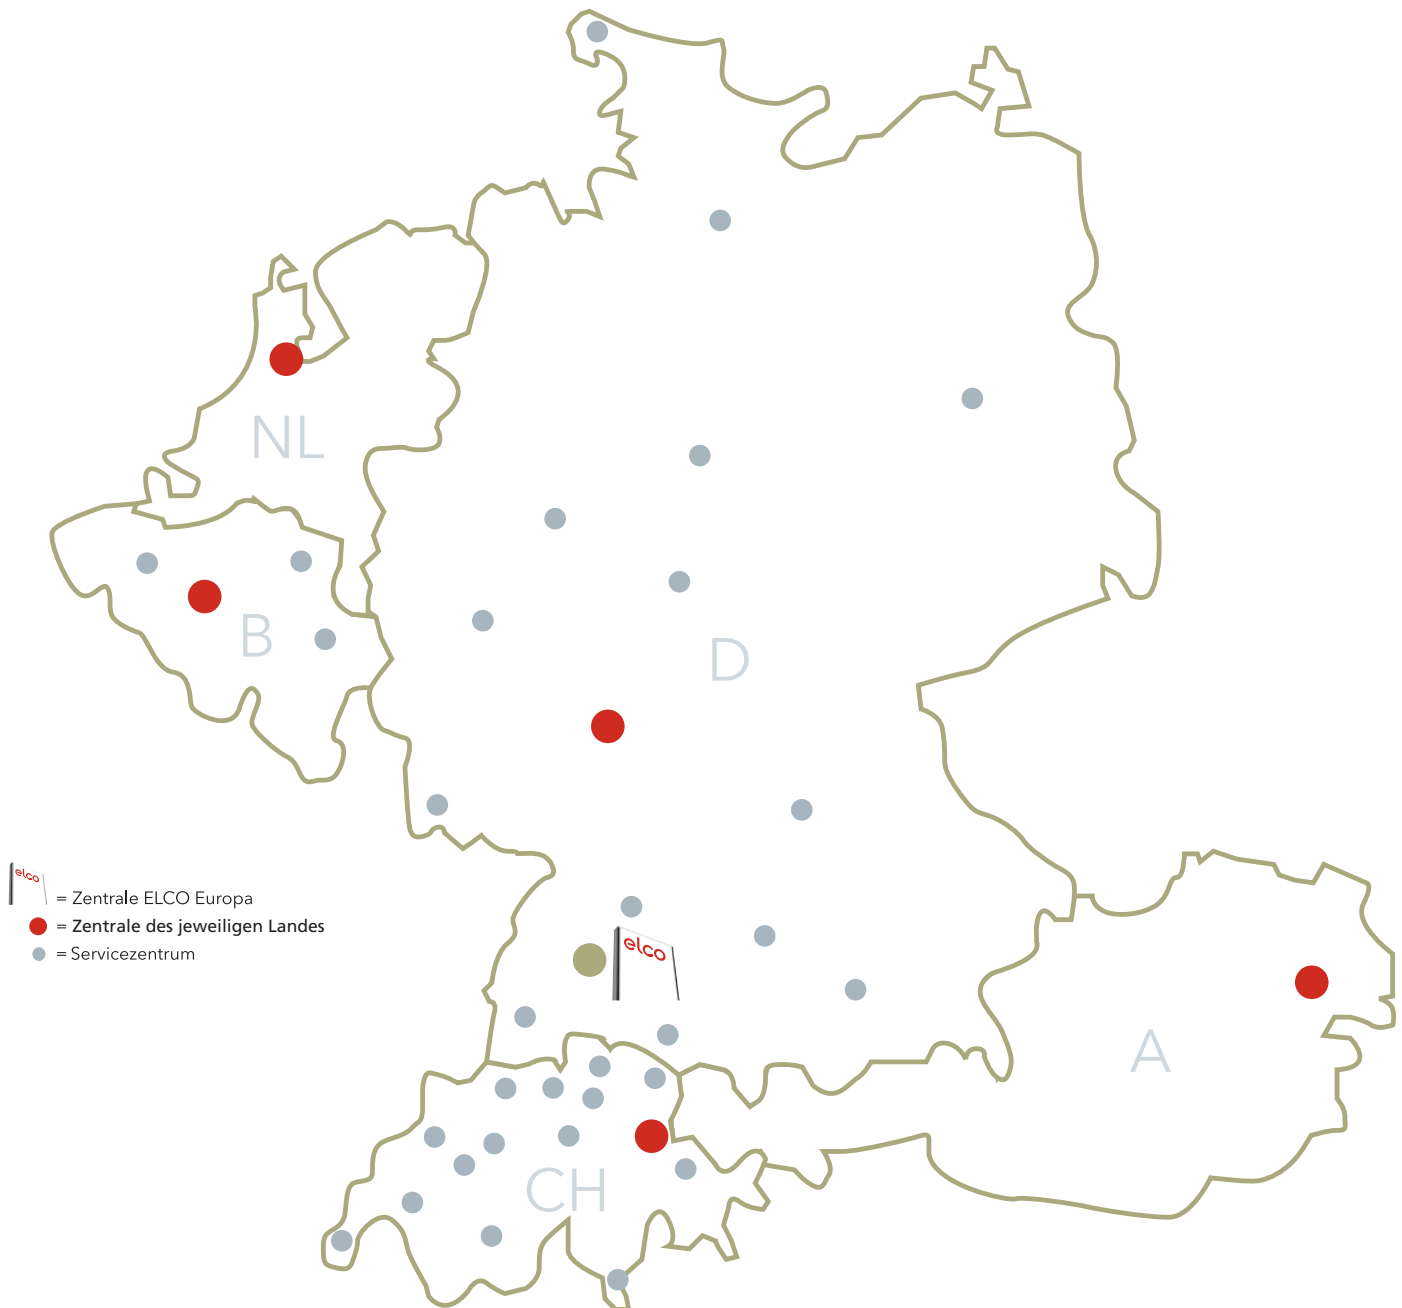 NL
B
D
elco
= Zentrale ELCO Europa
= Zentrale des jeweiligen Landes
= Servicezentrum
elco
A
CH